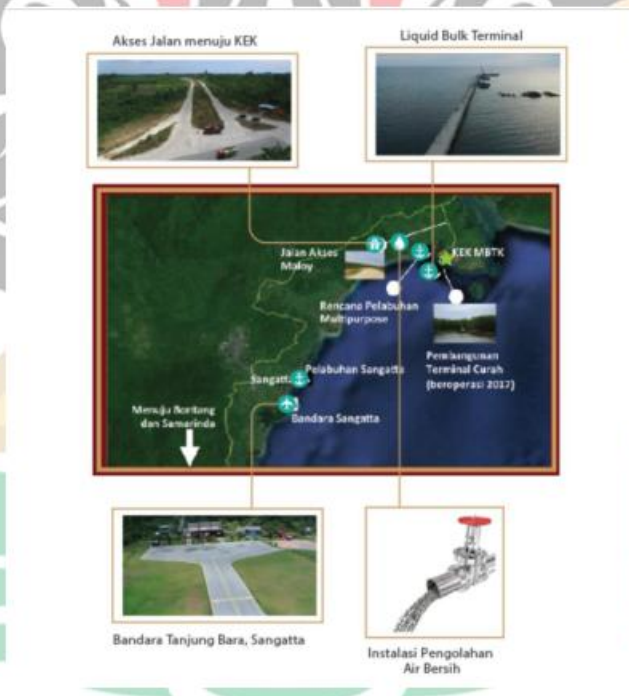 Akses Jalan menuju KEK
Liquid Bulk Terminal
Jalan Akses
Maloy
KEK MBTK
Rencana Pelabuhan
Multipurpose
Pembangunan
Terminal Curah
(beroperasi 2017)
Pelabuhan Sangatta
Sangatta
Bandara Sangatta
Menuju Bontang
dan Samarinda
Bandara Tanjung Bara, Sangatta
Instalasi Pengolahan
Air Bersih